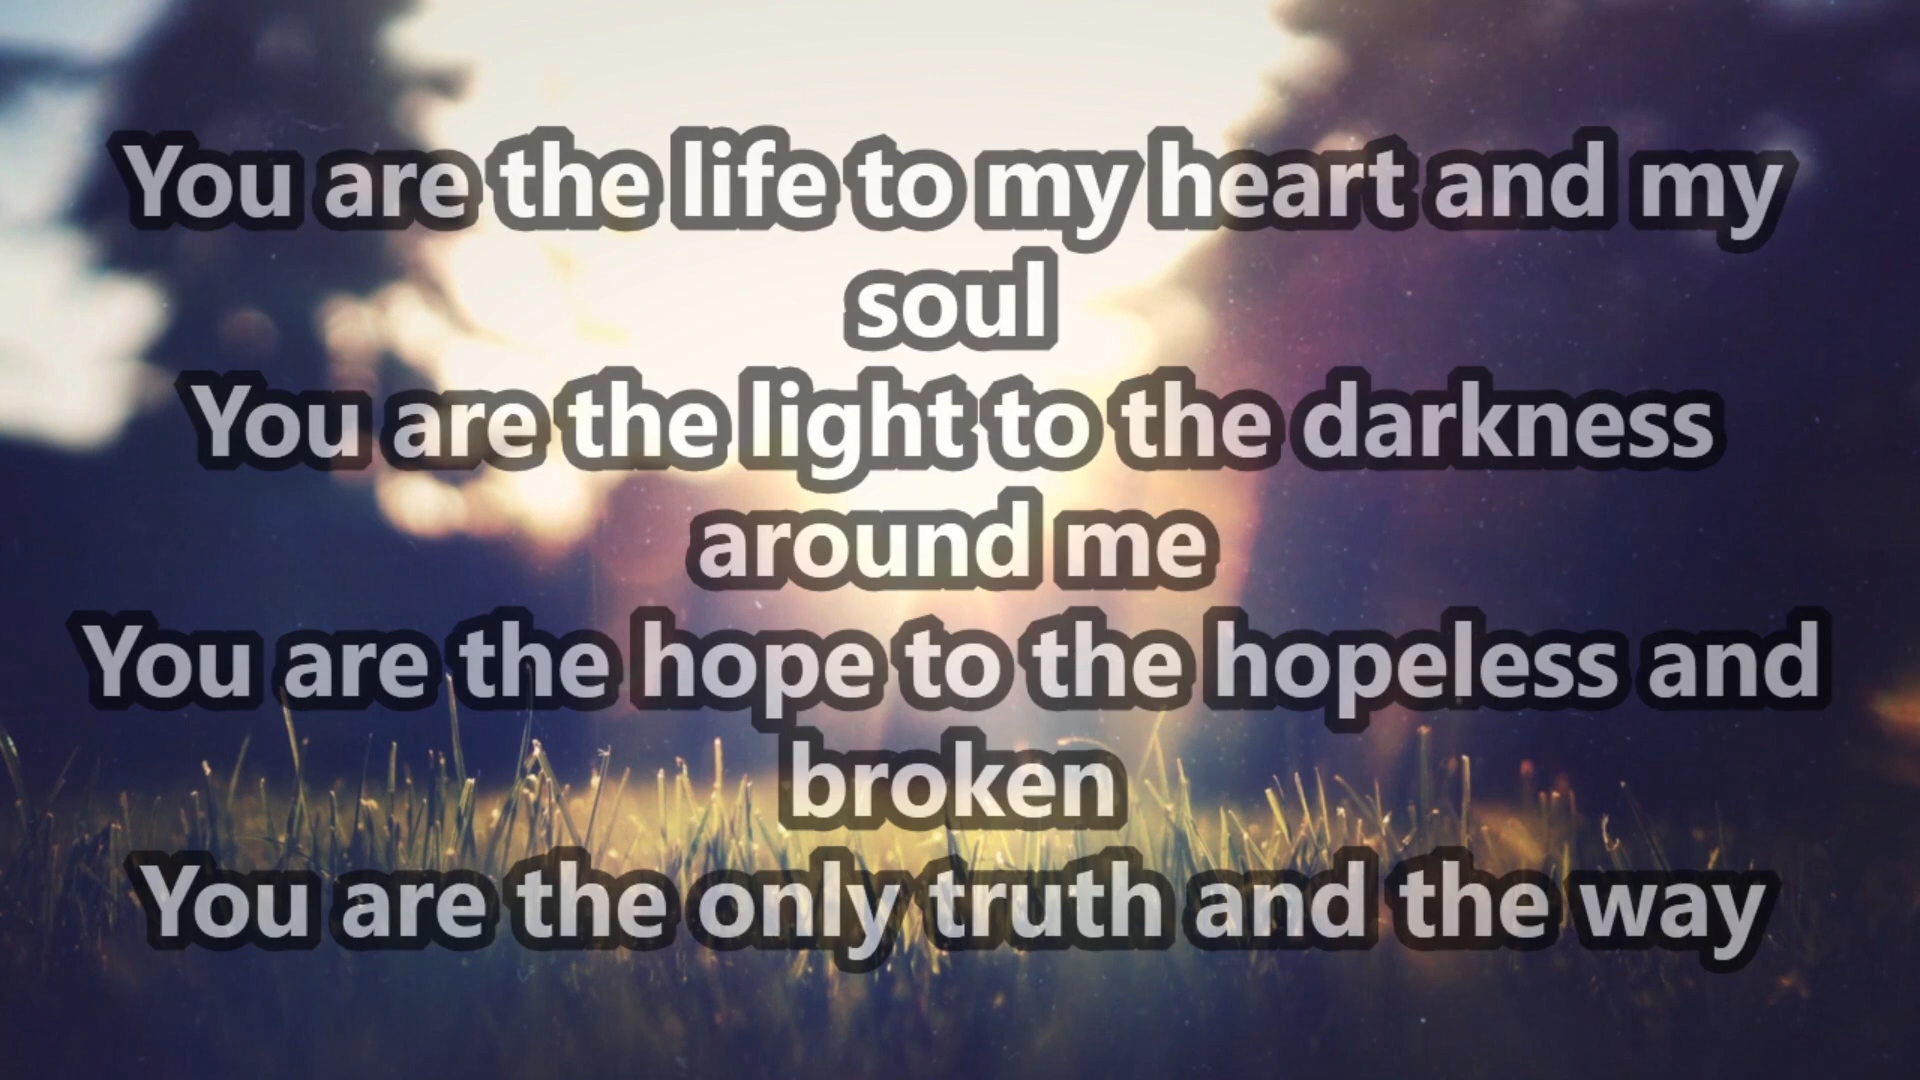 You are the life to my heart and my
soul
You are the light to the darkness
around me
You are the hope to the hopeless and
broken
You are the only truth and the way